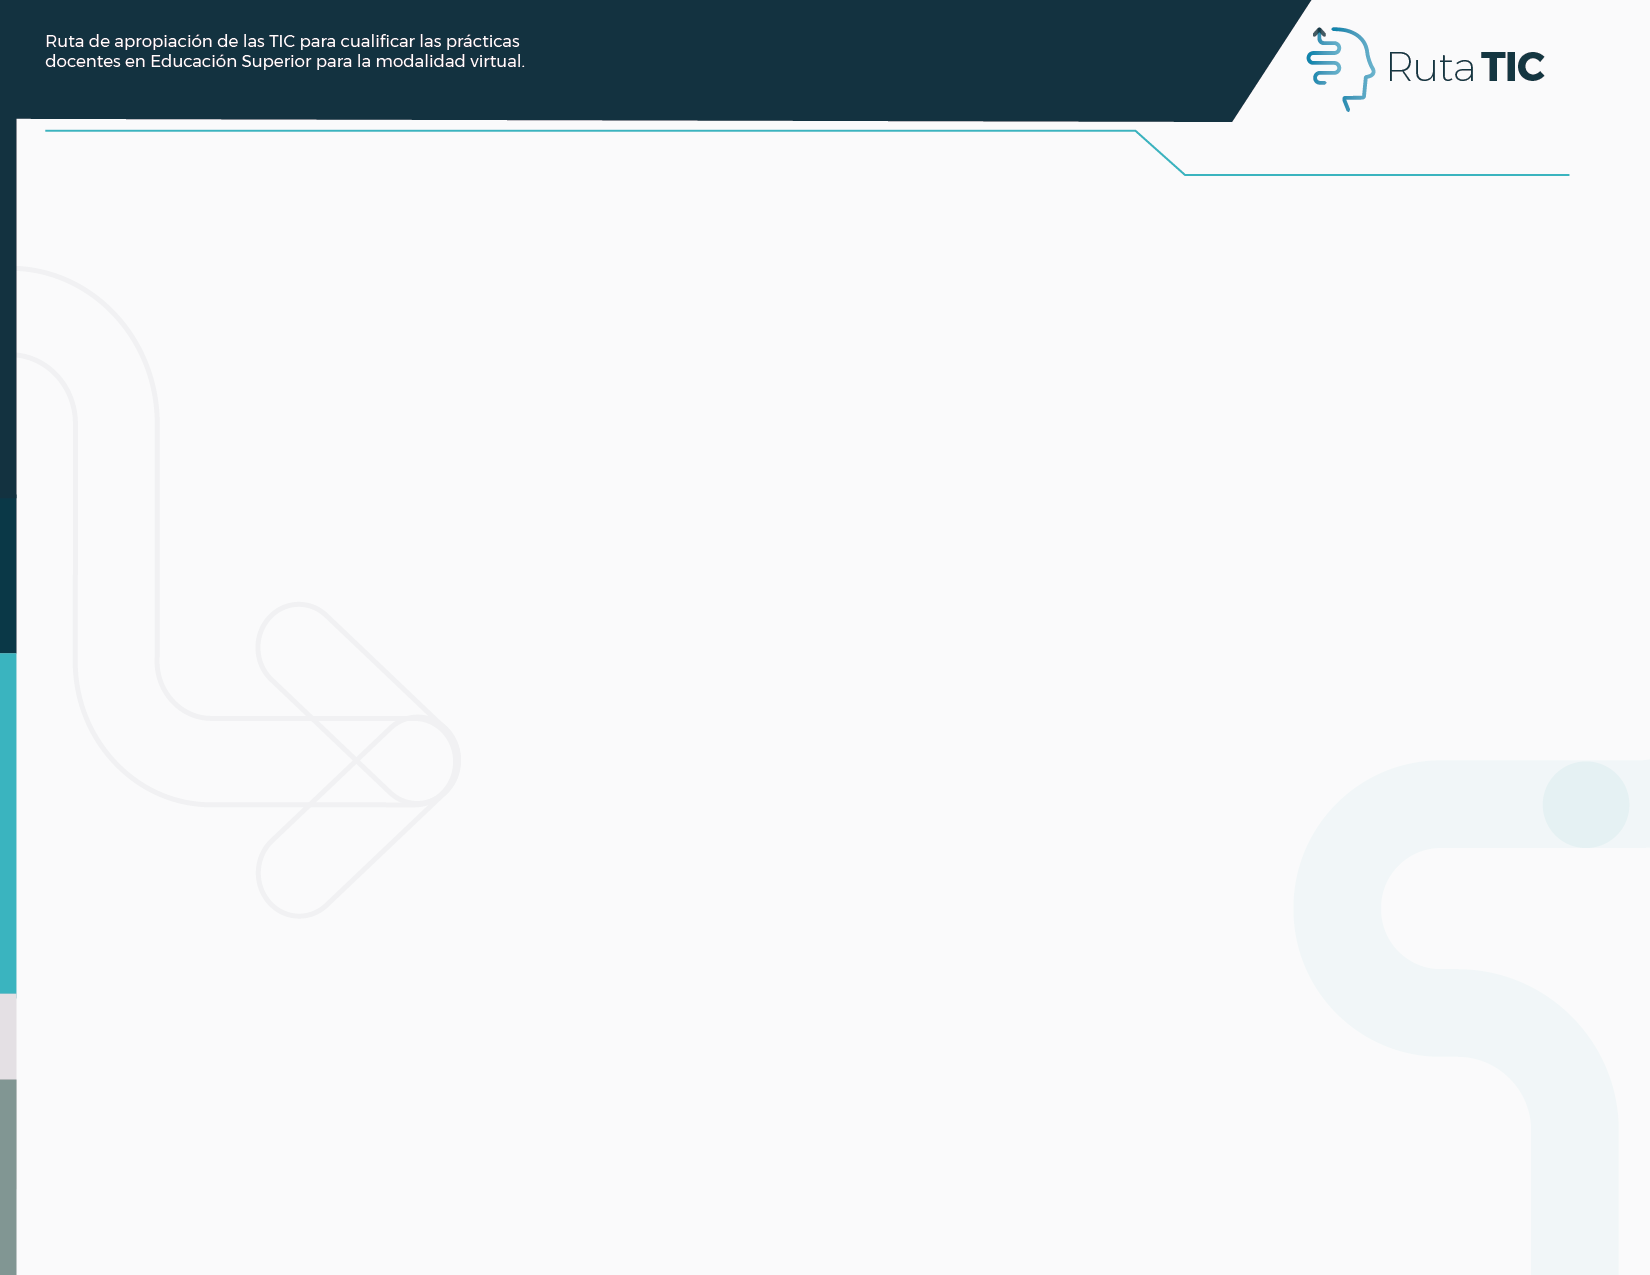 Ruta de apropiación de las TIC para cualificar las prácticas
docentes en Educación Superior para la modalidad virtual.
Ruta TIC